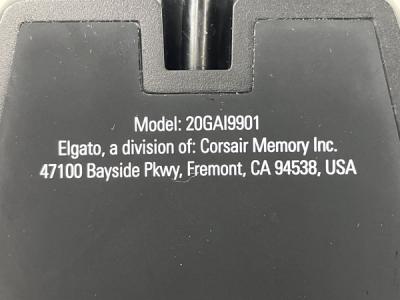 Model: 20GAI9901
Elgato, a division of: Corsair Memory Inc.
47100 Bayside Pkwy, Fremont, CA 94538, USA